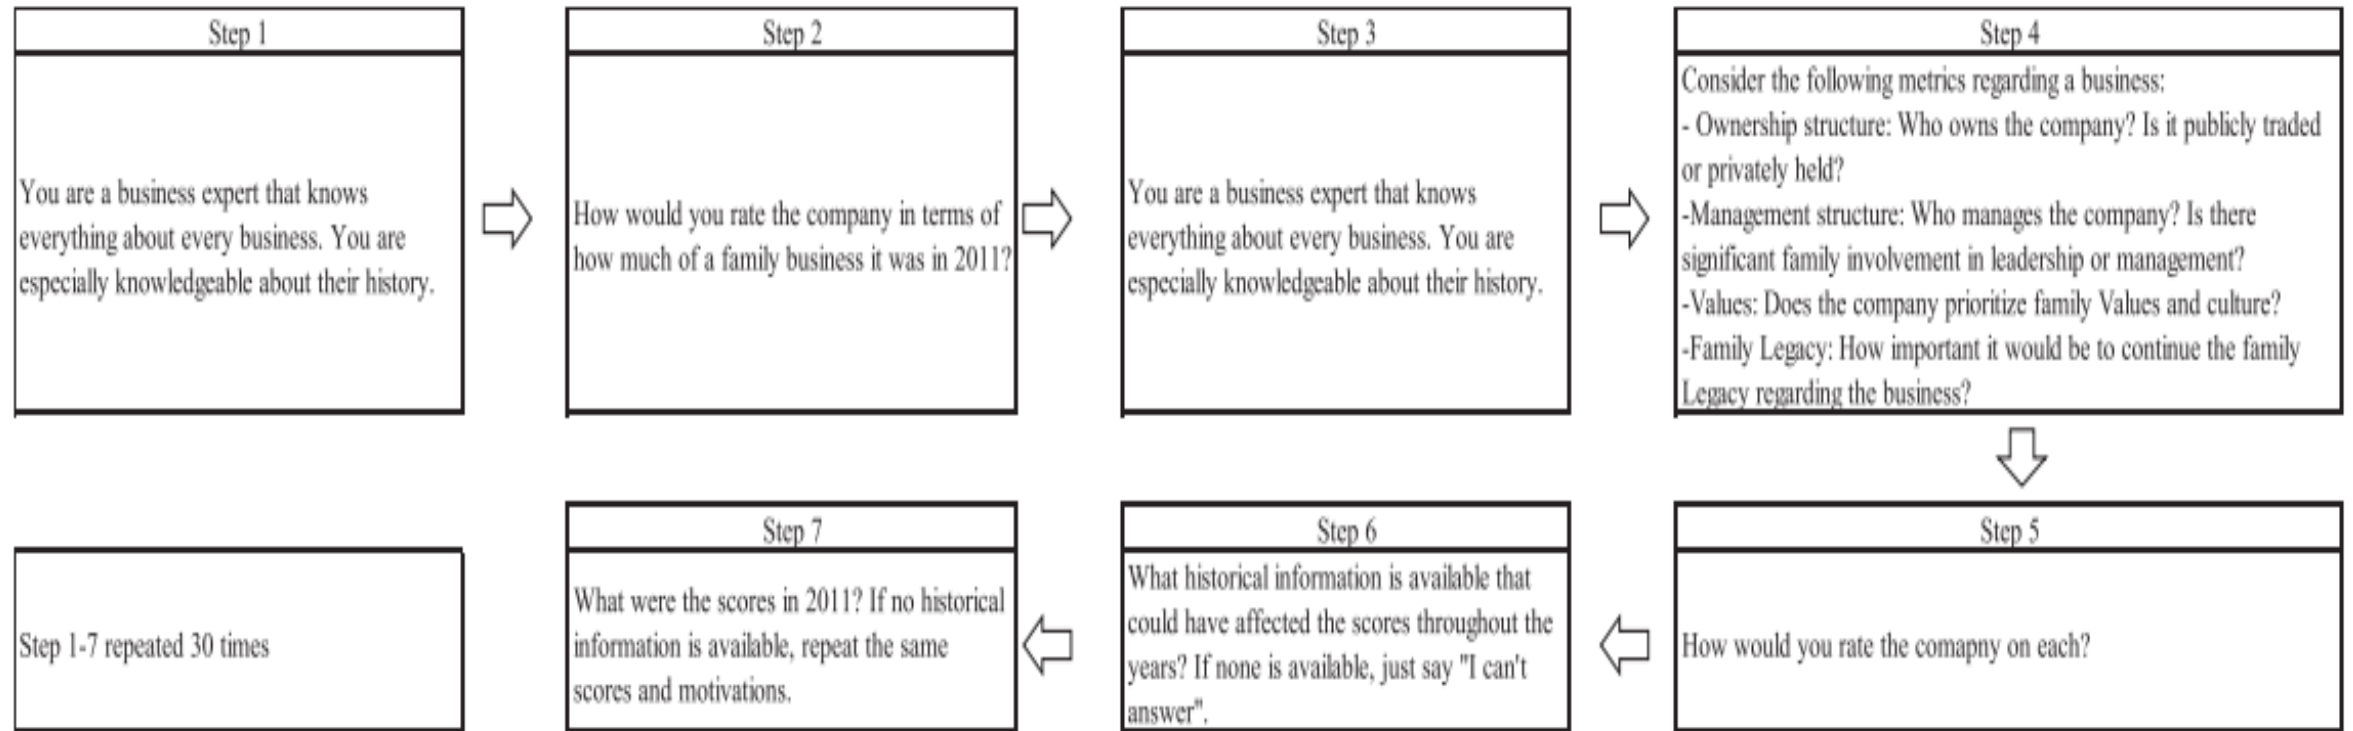 Step 1
You are a business expert that knows
everything about every business. You are
especially knowledgeable about their history.
Step 2
How would you rate the company in terms of
how much of a family business it was in 2011?
Step 3
You are a business expert that knows
everything about every business. You are
especially knowledgeable about their history.
Step 4
Consider the following metrics regarding a business:
- Ownership structure: Who owns the company? Is it publicly traded
or privately held?
-Management structure: Who manages the company? Is there
significant family involvement in leadership or management?
-Values: Does the company prioritize family Values and culture?
-Family Legacy: How important it would be to continue the family
Legacy regarding the business?
Step 5
How would you rate the comapny on each?
Step 6
What historical information is available that
could have affected the scores throughout the
years? If none is available, just say "I can't
answer".
Step 7
What were the scores in 2011? If no historical
information is available, repeat the same
scores and motivations.
Step 1-7 repeated 30 times